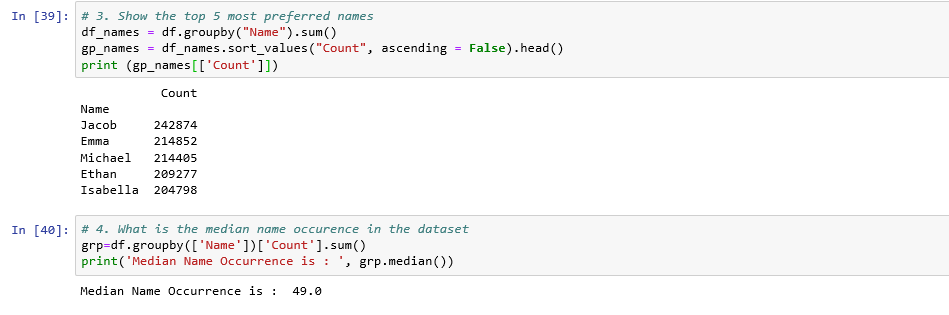 In [39]: # 3. Show the top 5 most preferred names
df_names = df.groupby("Name").sum()
gp_names = df_names.sort_values("Count", ascending = False).head()
print (gp_names[['Count']])
Count
Name
Jacob 242874
Emma 214852
Michael 214405
Ethan 209277
Isabella 204798
In [40]: # 4. What is the median name occurence in the dataset
grp=df.groupby(['Name'])['Count'].sum()
print('Median Name Occurrence is : ', grp.median())
Median Name Occurrence is :  49.0